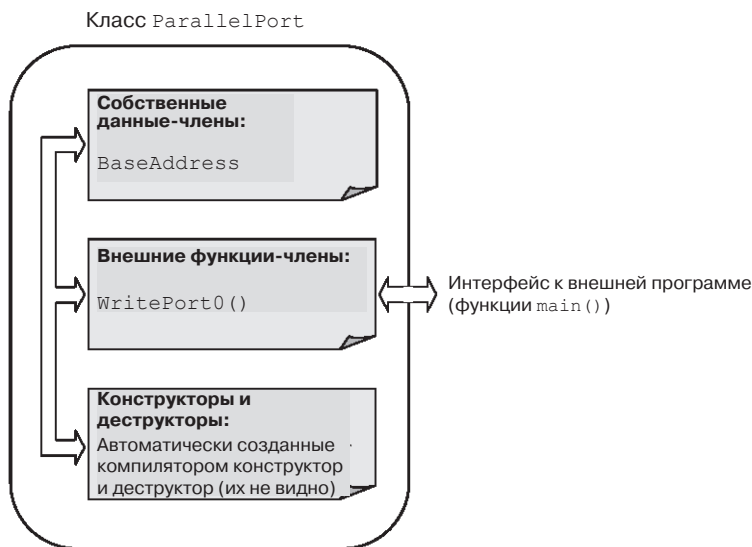 Класс ParallelPort
Собственные
данные-члены:
BaseAddress
Внешние функции-члены:
WritePort0()
Интерфейс к внешней программе
(функции main())
Конструкторы и
деструкторы:
Автоматически созданные
компилятором конструктор
и деструктор (их не видно)